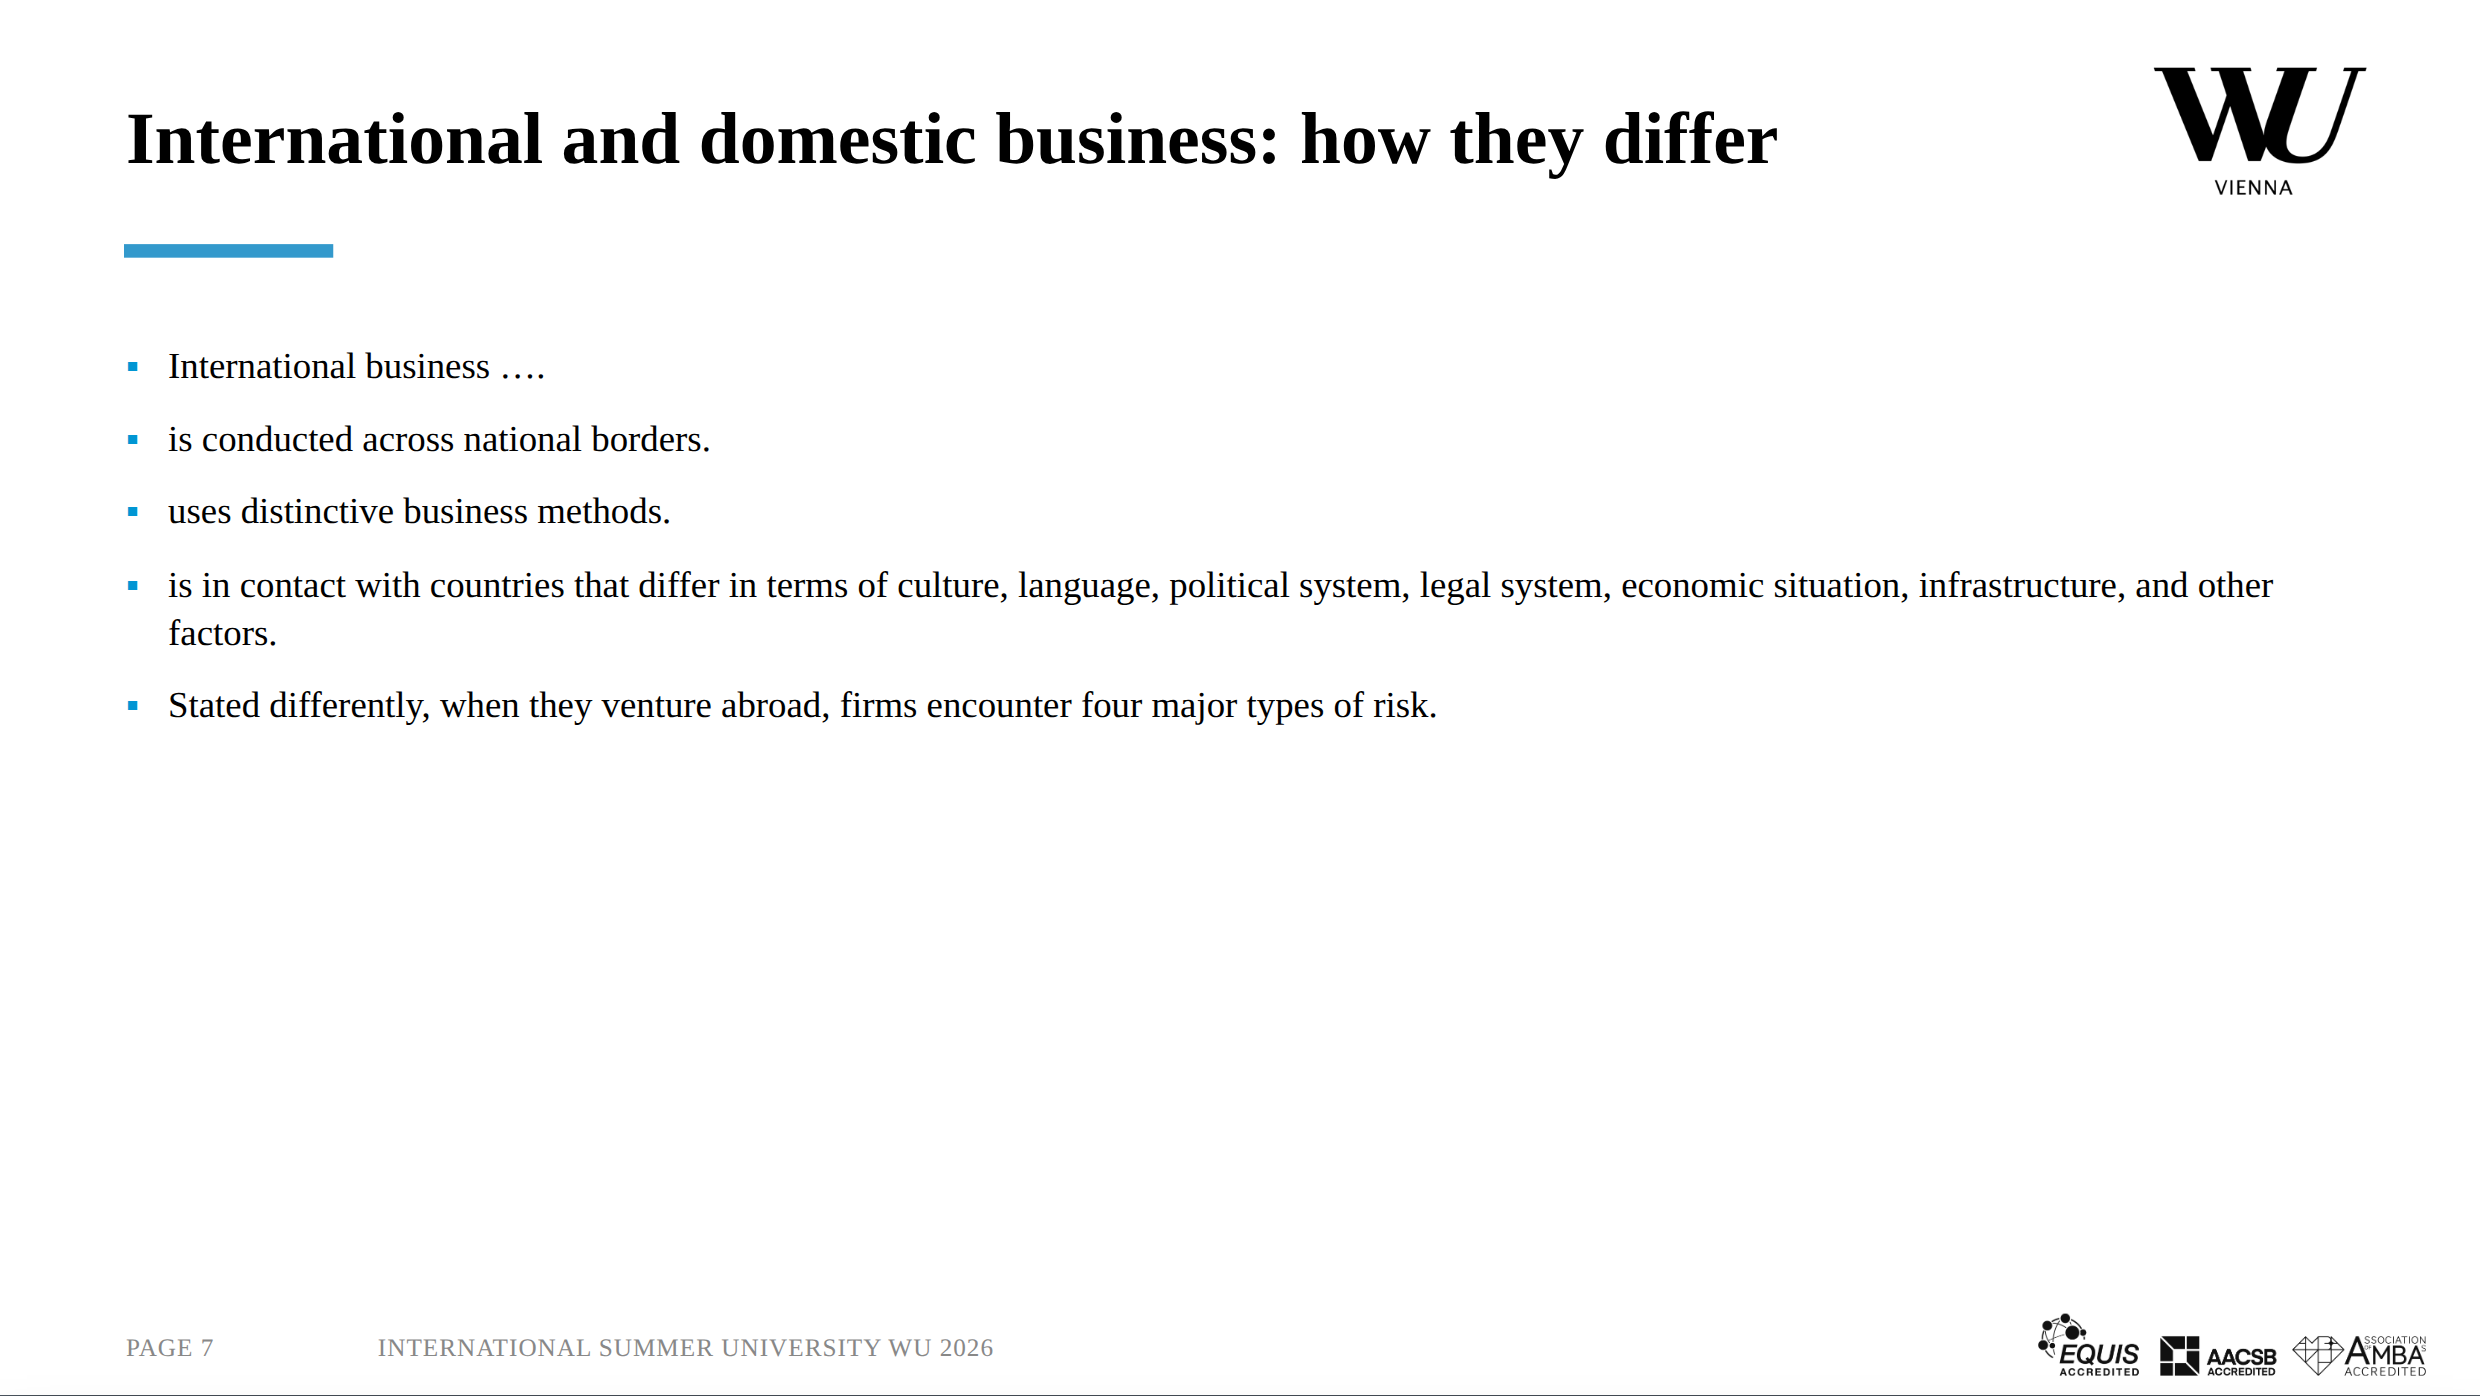 International and domestic business: how they differ
WU
VIENNA
▪ International business ….
▪ is conducted across national borders.
▪ uses distinctive business methods.
▪ is in contact with countries that differ in terms of culture, language, political system, legal system, economic situation, infrastructure, and other
factors.
▪ Stated differently, when they venture abroad, firms encounter four major types of risk.
PAGE 7
INTERNATIONAL SUMMER UNIVERSITY WU 2026
EQUIS
ACCREDITED
AACSB
ACCREDITED
ASSOCIATION
OF
AMBAS
ACCREDITED